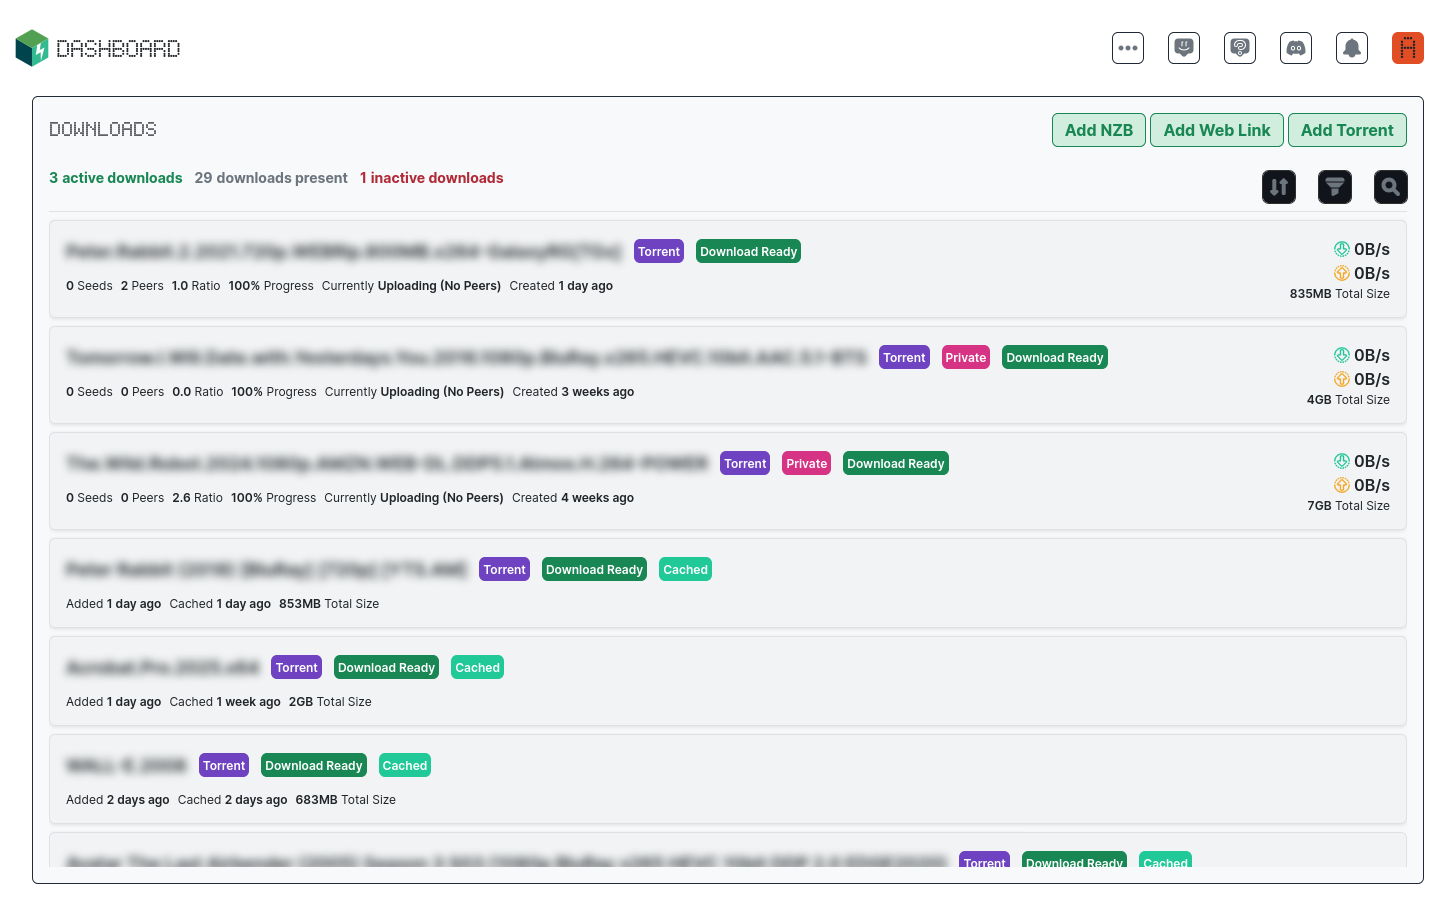 DASHBOARD
A
DOWNLOADS
Add NZB Add Web Link Add Torrent
3 active downloads 29 downloads present 1 inactive downloads
Torrent Download Ready
0 Seeds 2 Peers 1.0 Ratio 100% Progress Currently Uploading (No Peers) Created 1 day ago
0B/s
0B/s
835MB Total Size
Torrent Private Download Ready
0 Seeds 0 Peers 0.0 Ratio 100% Progress Currently Uploading (No Peers) Created 3 weeks ago
0B/s
0B/s
4GB Total Size
Torrent Private Download Ready
0 Seeds 0 Peers 2.6 Ratio 100% Progress Currently Uploading (No Peers) Created 4 weeks ago
0B/s
0B/s
7GB Total Size
Torrent Download Ready Cached
Added 1 day ago Cached 1 day ago 853MB Total Size
Torrent Download Ready Cached
Added 1 day ago Cached 1 week ago 2GB Total Size
Torrent Download Ready Cached
Added 2 days ago Cached 2 days ago 683MB Total Size
Torrent Download Ready Cached